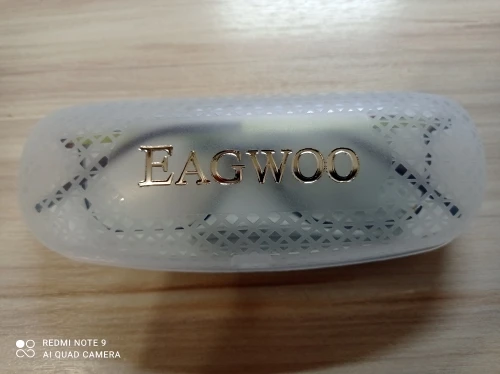 EAGWOO
REDMI NOTE 9
AI QUAD CAMERA